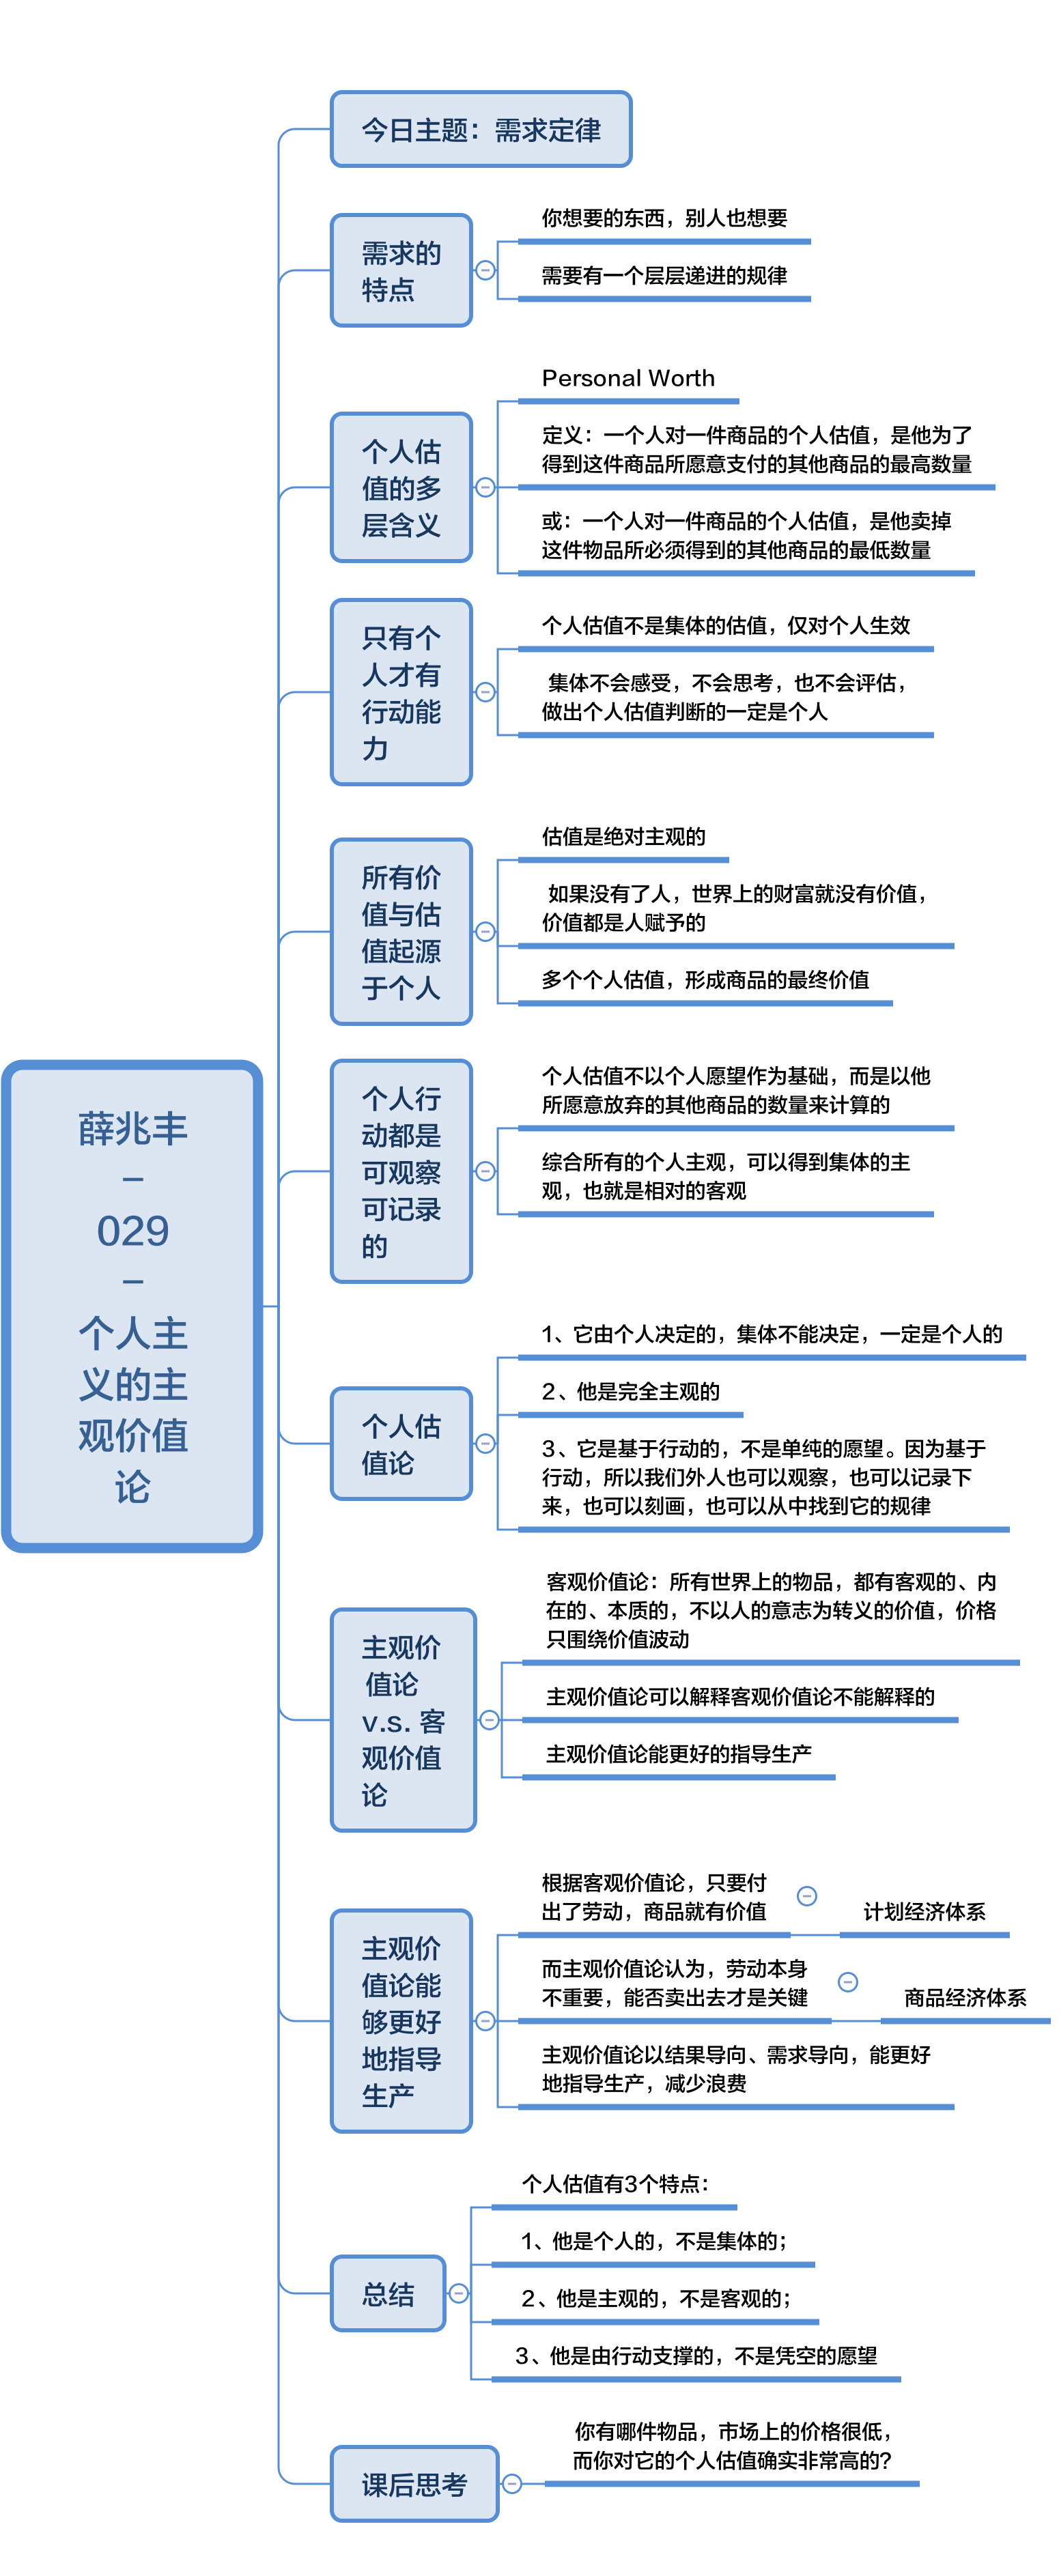 薛兆丰
–
029
–
个人主
义的主
观价值
论
今日主题：需求定律
需求的
特点
你想要的东西，别人也想要
需要有一个层层递进的规律
个人估
值的多
层含义
Personal Worth
定义：一个人对一件商品的个人估值，是他为了
得到这件商品所愿意支付的其他商品的最高数量
或：一个人对一件商品的个人估值，是他卖掉
这件物品所必须得到的其他商品的最低数量
只有个
人才有
行动能
力
个人估值不是集体的估值，仅对个人生效
集体不会感受，不会思考，也不会评估，
做出个人估值判断的一定是个人
所有价
值与估
值起源
于个人
估值是绝对主观的
如果没有了人，世界上的财富就没有价值，
价值都是人赋予的
多个个人估值，形成商品的最终价值
个人行
动都是
可观察
可记录
的
个人估值不以个人愿望作为基础，而是以他
所愿意放弃的其他商品的数量来计算的
综合所有的个人主观，可以得到集体的主
观，也就是相对的客观
个人估
值论
1、它由个人决定的，集体不能决定，一定是个人的
2、他是完全主观的
3、它是基于行动的，不是单纯的愿望。因为基于
行动，所以我们外人也可以观察，也可以记录下
来，也可以刻画，也可以从中找到它的规律
主观价
值论
v.s. 客
观价值
论
客观价值论：所有世界上的物品，都有客观的、内
在的、本质的，不以人的意志为转义的价值，价格
只围绕价值波动
主观价值论可以解释客观价值论不能解释的
主观价值论能更好的指导生产
主观价
值论能
够更好
地指导
生产
根据客观价值论，只要付
出了劳动，商品就有价值
计划经济体系
而主观价值论认为，劳动本身
不重要，能否卖出去才是关键
商品经济体系
主观价值论以结果导向、需求导向，能更好
地指导生产，减少浪费
总结
个人估值有3个特点：
1、他是个人的，不是集体的；
2、他是主观的，不是客观的；
3、他是由行动支撑的，不是凭空的愿望
课后思考
你有哪件物品，市场上的价格很低，
而你对它的个人估值确实非常高的？